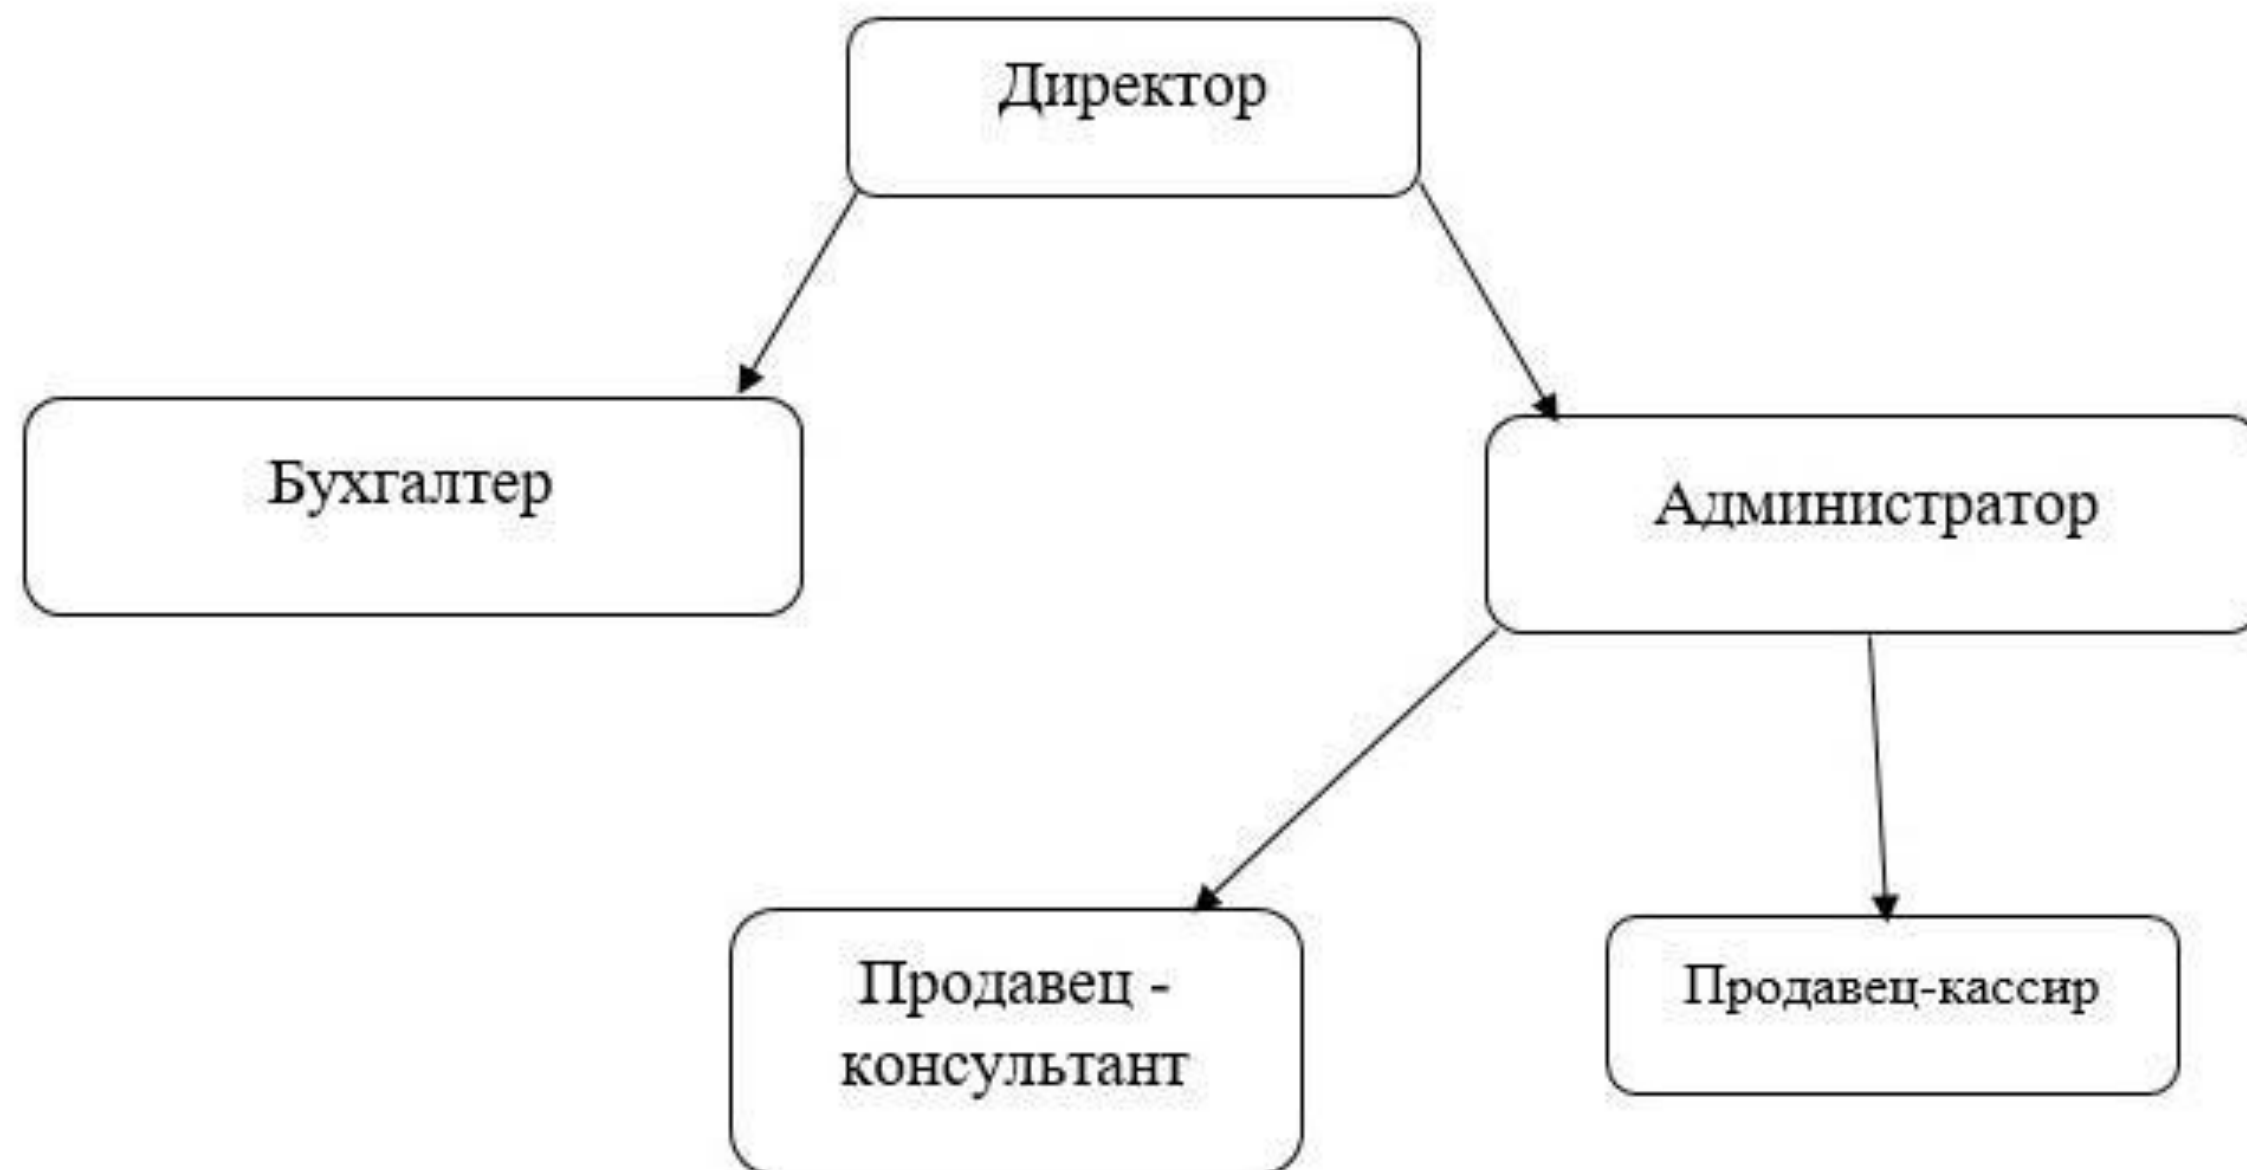 Директор
Бухгалтер
Администратор
Продавец -
консультант
Продавец-кассир